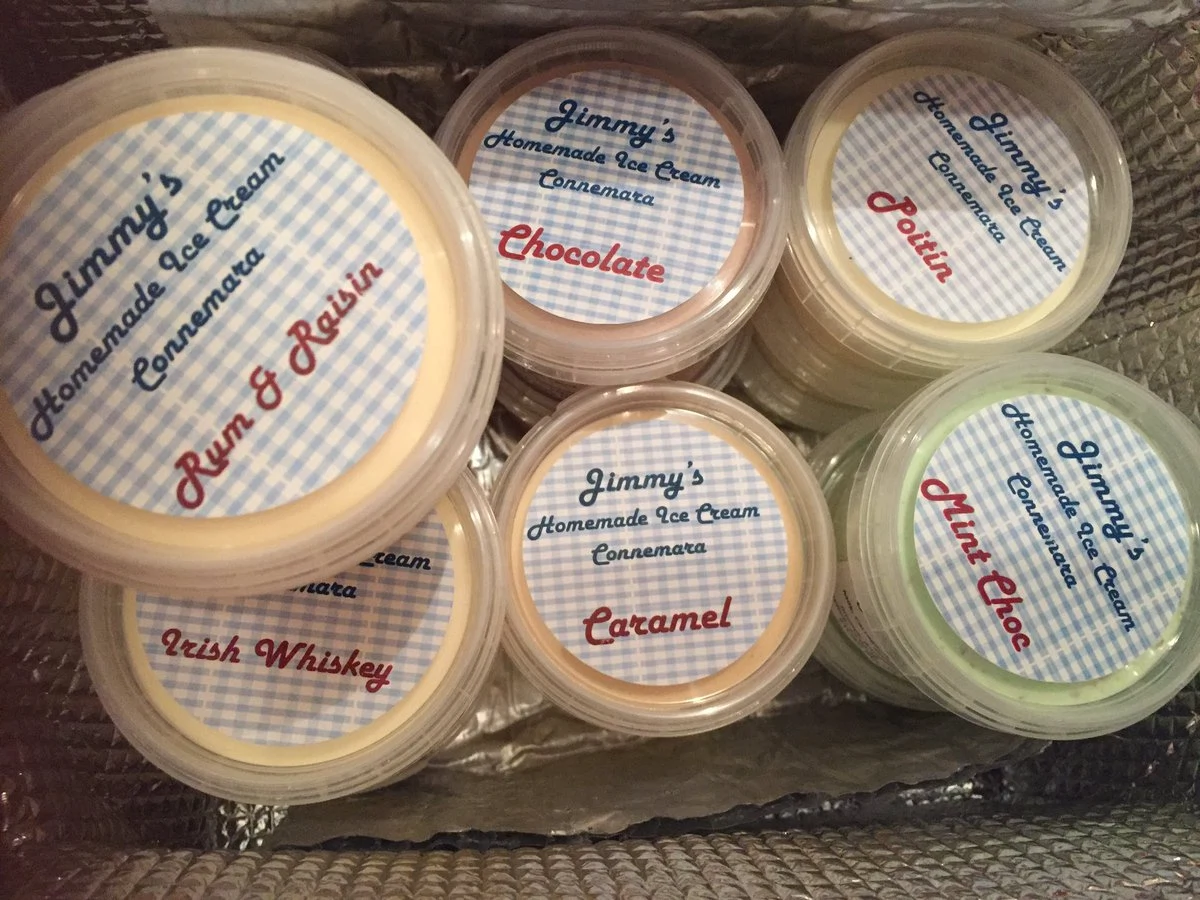 Jimmy's
Homemade Ice Cream
Connemara
Rum & Raisin
Jimmy's
Homemade Ice Cream
Connemara
Chocolate
Jimmy's
Homemade Ice Cream
Connemara
Poitin
Irish Whiskey
Jimmy's
Homemade Ice Cream
Connemara
Caramel
Jimmy's
Homemade Ice Cream
Connemara
Mint Choc